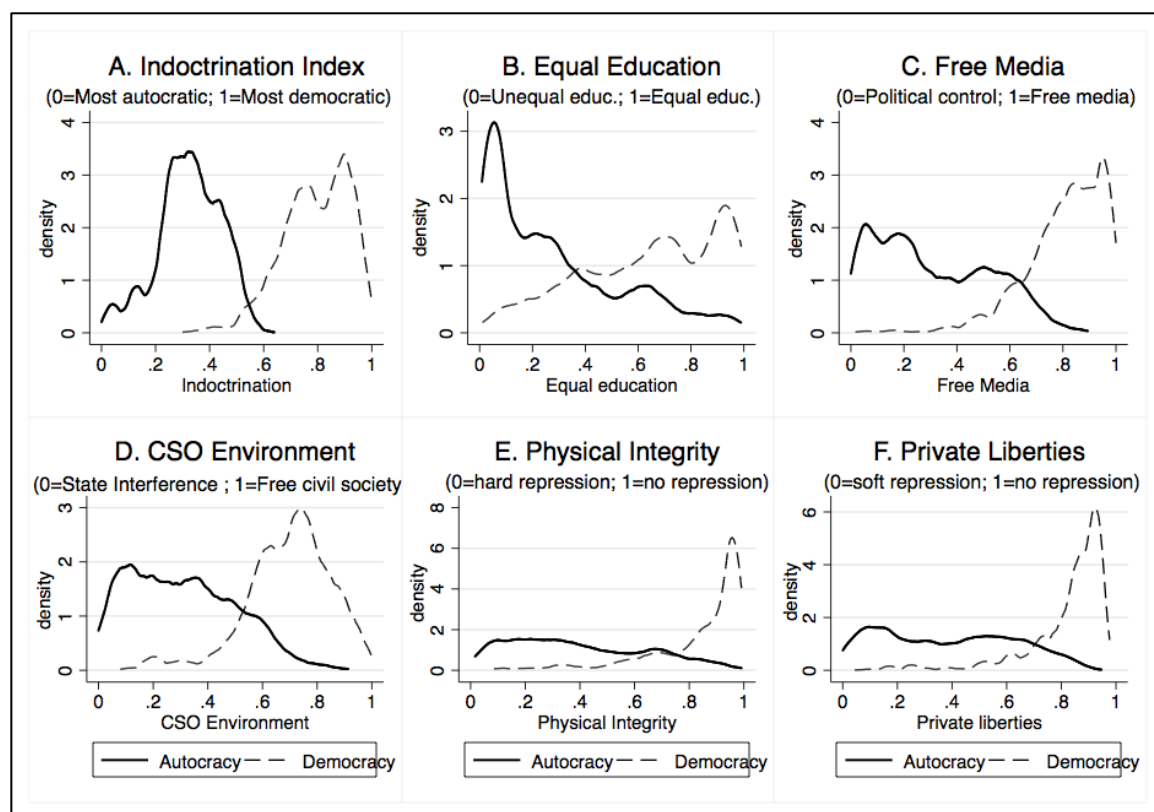 A. Indoctrination Index
(0=Most autocratic; 1=Most democratic)
4
3
2
1
0
density
0 .2 .4 .6 .8 1
Indoctrination
B. Equal Education
(0=Unequal educ.; 1=Equal educ.)
3
2
1
0
density
0 .2 .4 .6 .8 1
Equal education
C. Free Media
(0=Political control; 1=Free media)
4
3
2
1
0
density
0 .2 .4 .6 .8 1
Free Media
D. CSO Environment
(0=State Interference ; 1=Free civil society
3
2
1
0
density
0 .2 .4 .6 .8 1
CSO Environment
Autocracy Democracy
E. Physical Integrity
(0=hard repression; 1=no repression)
8
6
4
2
0
density
0 .2 .4 .6 .8 1
Physical Integrity
Autocracy Democracy
F. Private Liberties
(0=soft repression; 1=no repression)
6
4
2
0
density
0 .2 .4 .6 .8 1
Private liberties
Autocracy Democracy